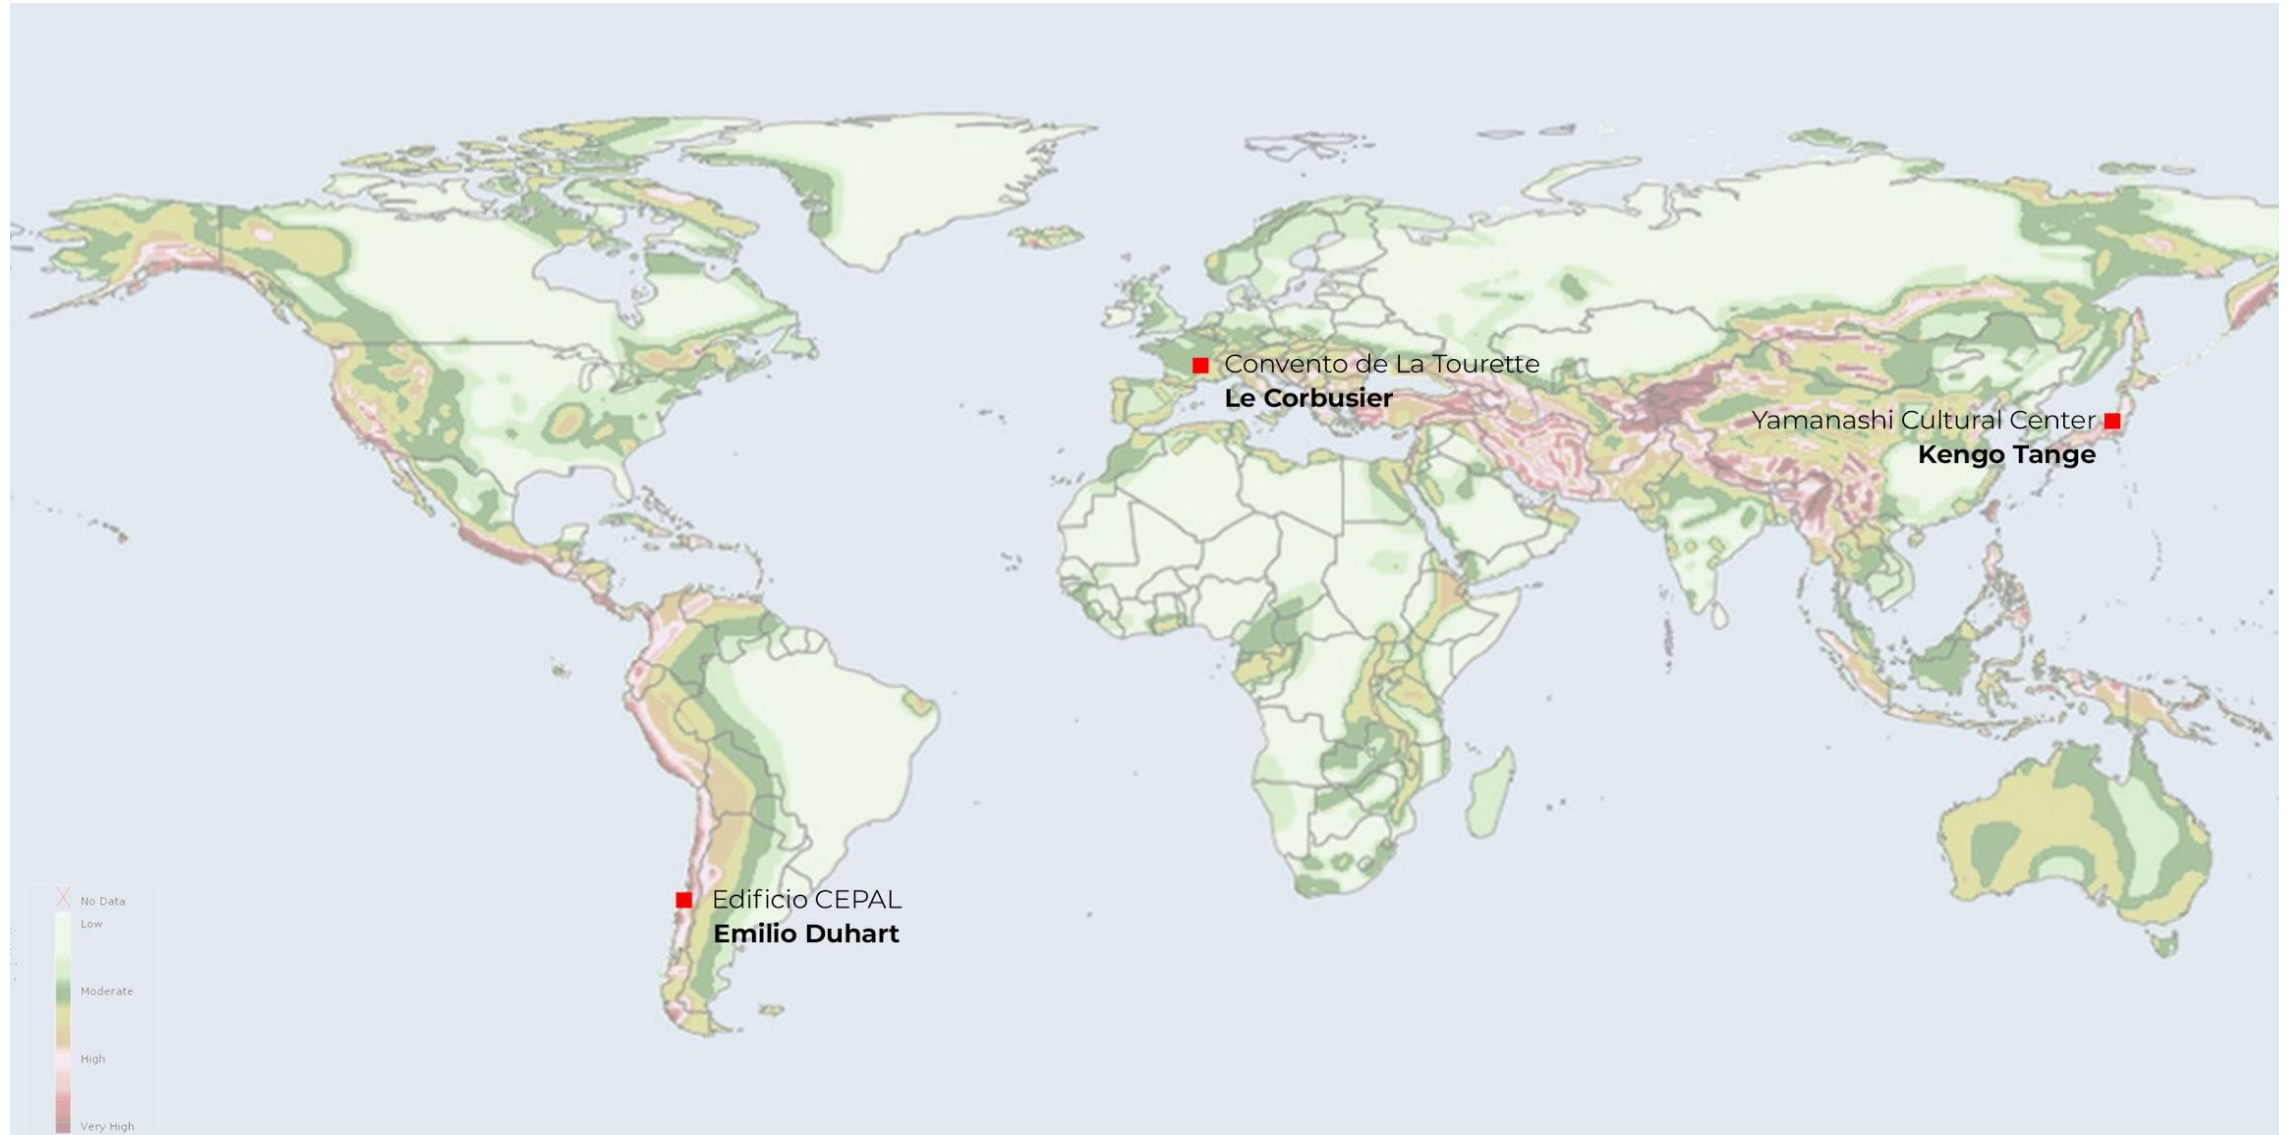 Convento de La Tourette
Le Corbusier
Yamanashi Cultural Center
Kengo Tange
Edificio CEPAL
Emilio Duhart
No Data
Low
Moderate
High
Very High